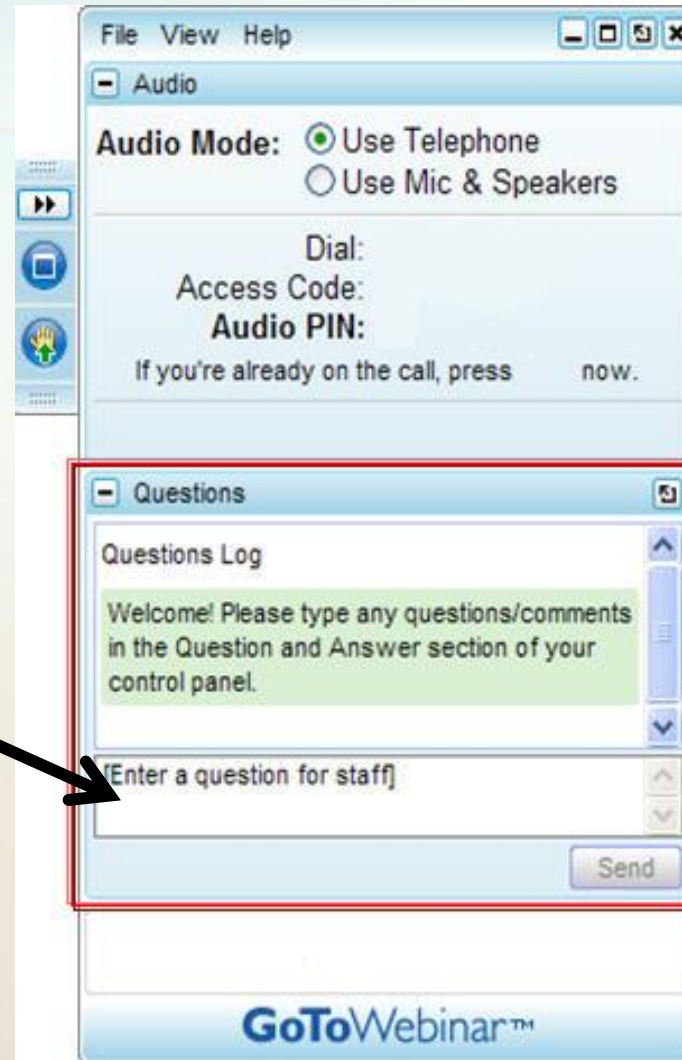 File View Help
Audio
Audio Mode: Use Telephone
Use Mic & Speakers
Dial:
Access Code:
Audio PIN:
If you're already on the call, press now.
Questions
Questions Log
Welcome! Please type any questions/comments
in the Question and Answer section of your
control panel.
[Enter a question for staff]
Send
GoToWebinar™